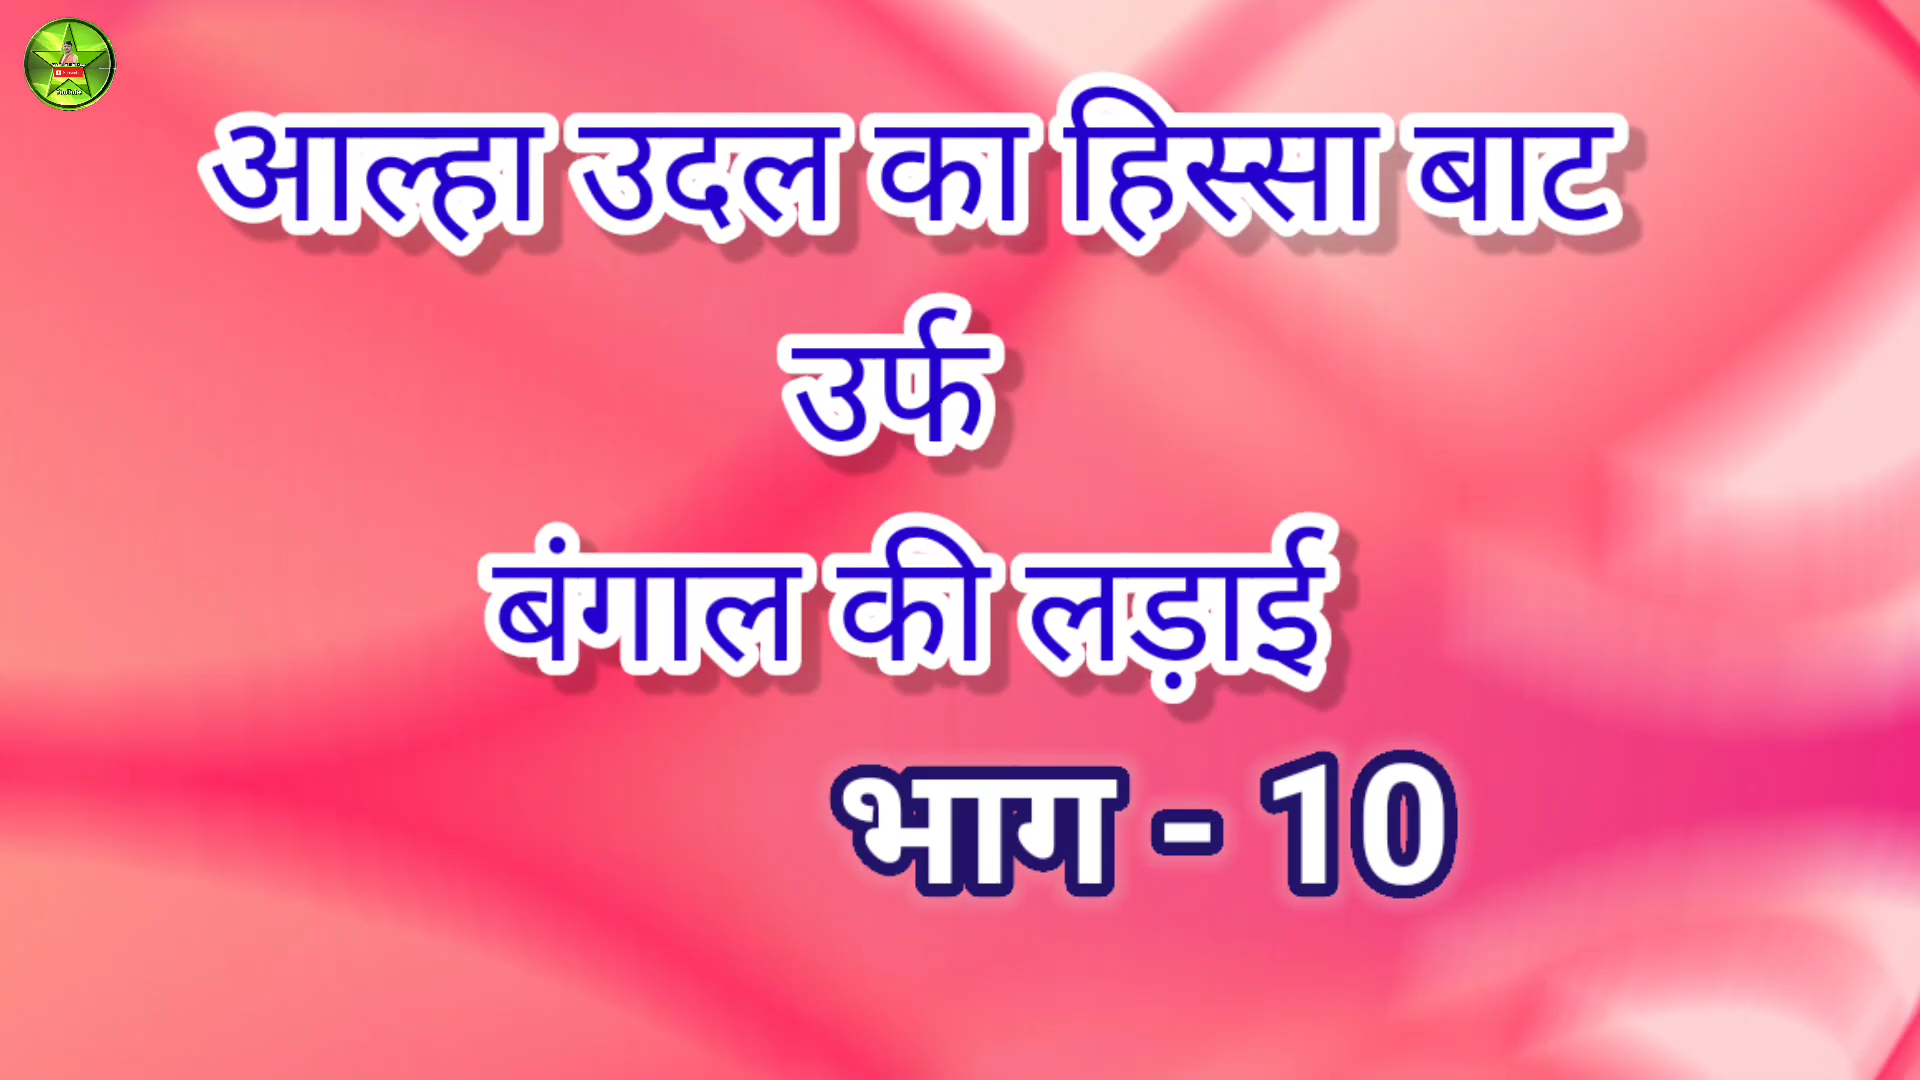 आल्हा उदल का हिस्सा बाट
उर्फ
बंगाल की लड़ाई
भाग - 10